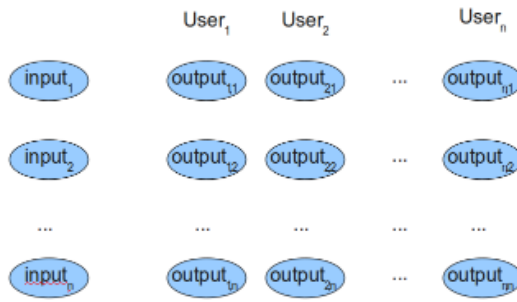 User₁ User₂ Userₙ
input₁ output₁₁ output₂₁ ... outputₙ₁
input₂ output₁₂ output₂₂ ... outputₙ₂
... ... ... ... ...
inputₙ output₁ₙ output₂ₙ ... outputₙₙ